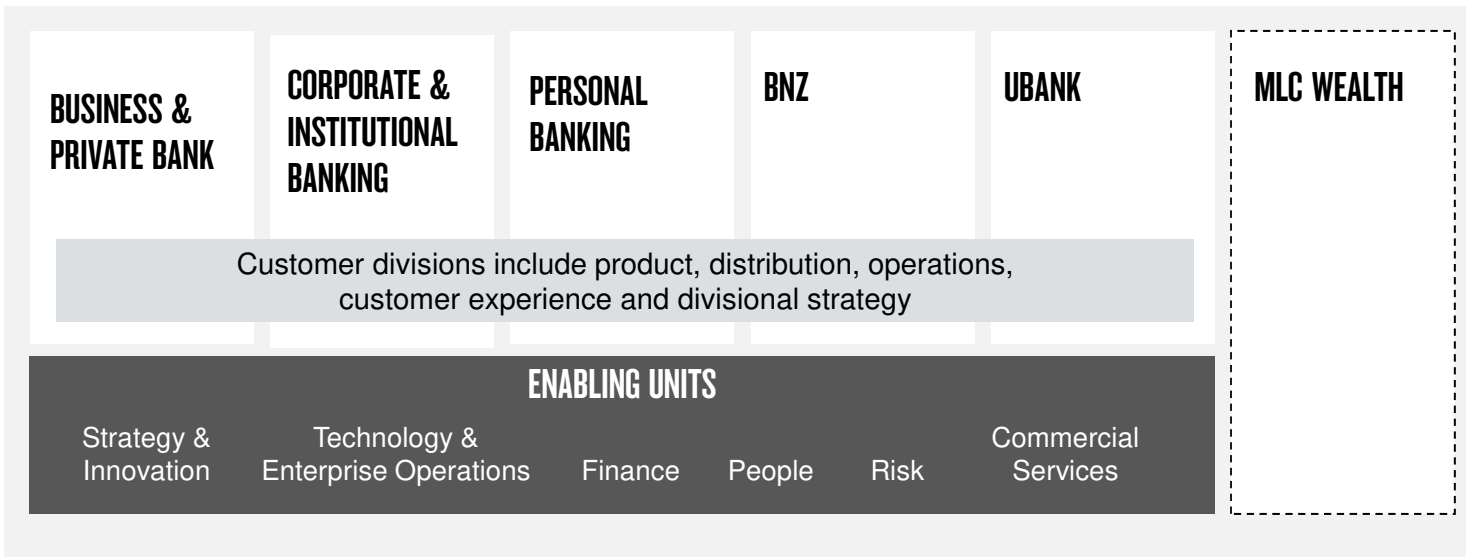 BUSINESS &
PRIVATE BANK
CORPORATE &
INSTITUTIONAL
BANKING
PERSONAL
BANKING
BNZ
UBANK
MLC WEALTH
Customer divisions include product, distribution, operations,
customer experience and divisional strategy
ENABLING UNITS
Strategy &
Innovation
Technology &
Enterprise Operations
Finance
People
Risk
Commercial
Services